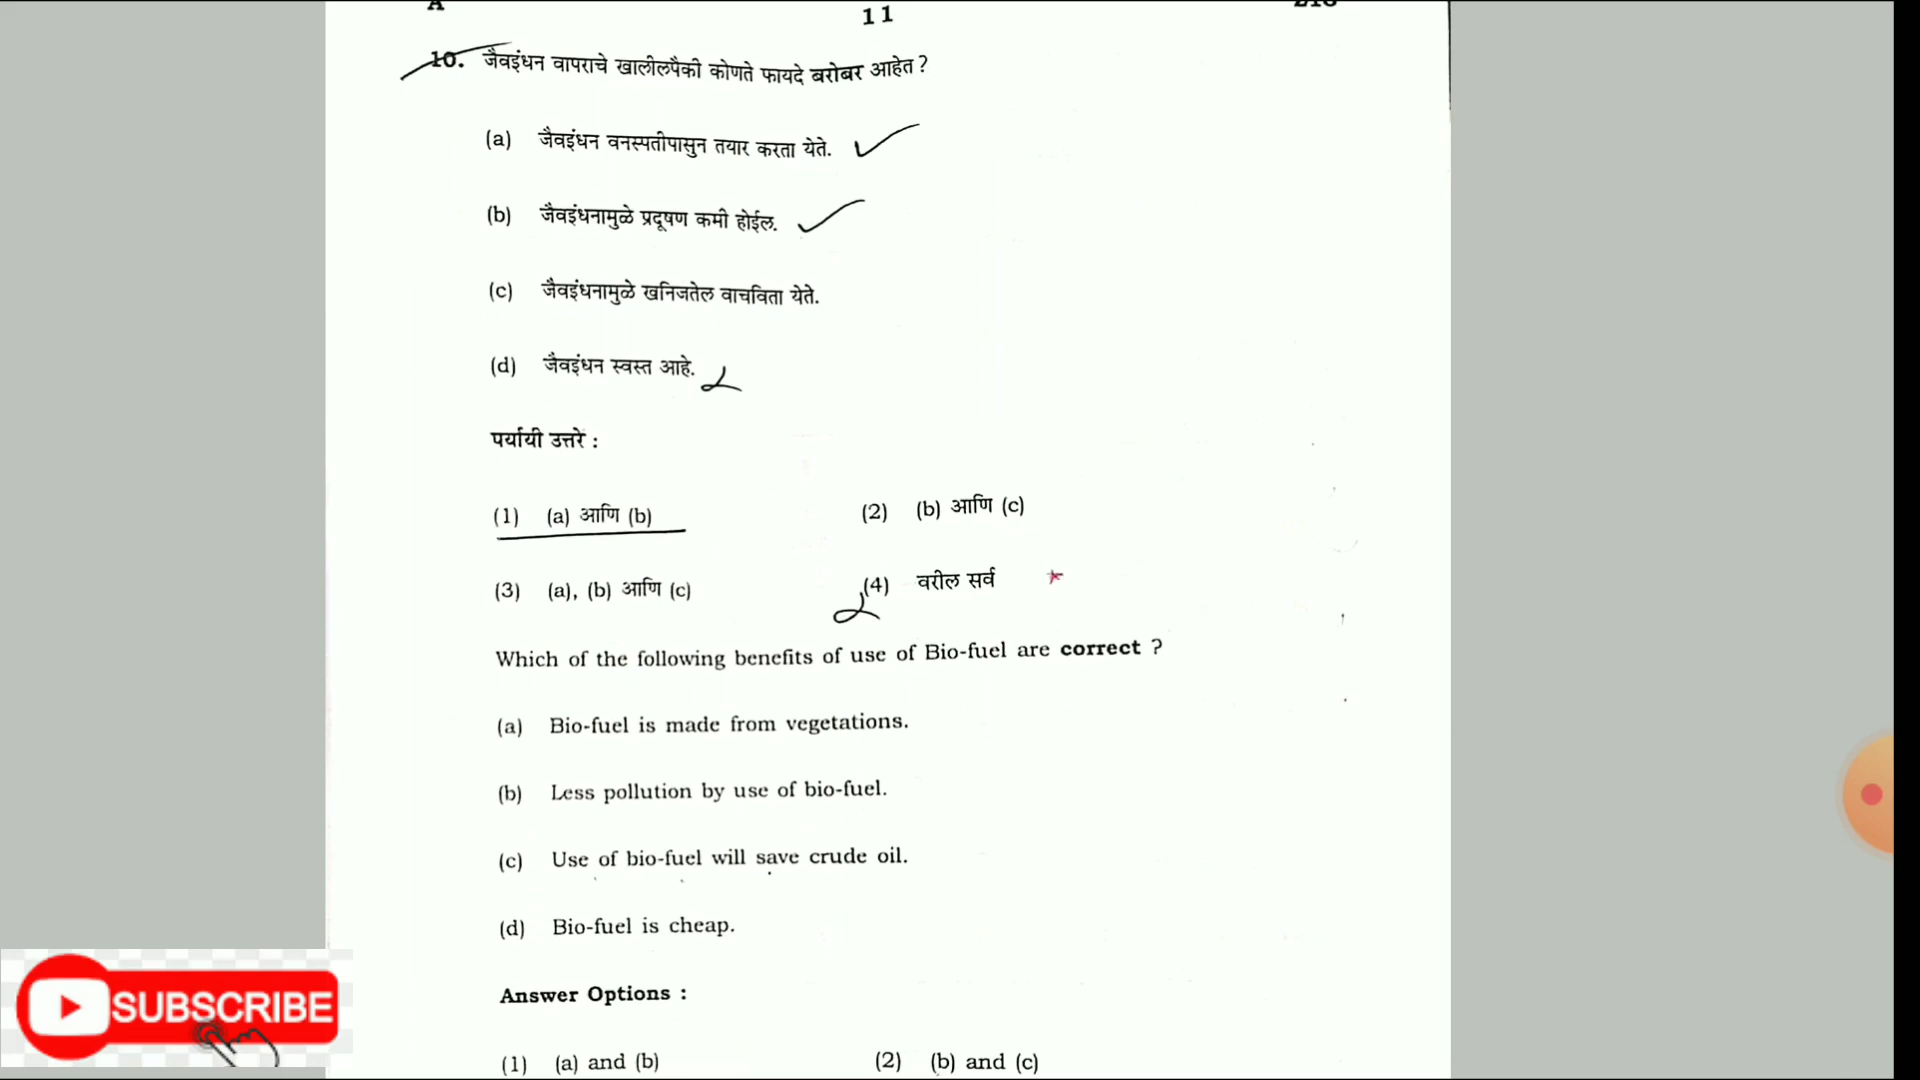 A
11
10. जैवइंधन वापराचे खालीलपैकी कोणते फायदे बरोबर आहेत ?
(a) जैवइंधन वनस्पतीपासुन तयार करता येते.
(b) जैवइंधनामुळे प्रदूषण कमी होईल.
(c) जैवइंधनामुळे खनिजतेल वाचविता येते.
(d) जैवइंधन स्वस्त आहे.
पर्यायी उत्तरे :
(1) (a) आणि (b) (2) (b) आणि (c)
(3) (a), (b) आणि (c) (4) वरील सर्व
Which of the following benefits of use of Bio-fuel are correct ?
(a) Bio-fuel is made from vegetations.
(b) Less pollution by use of bio-fuel.
(c) Use of bio-fuel will save crude oil.
(d) Bio-fuel is cheap.
Answer Options :
(1) (a) and (b) (2) (b) and (c)
SUBSCRIBE